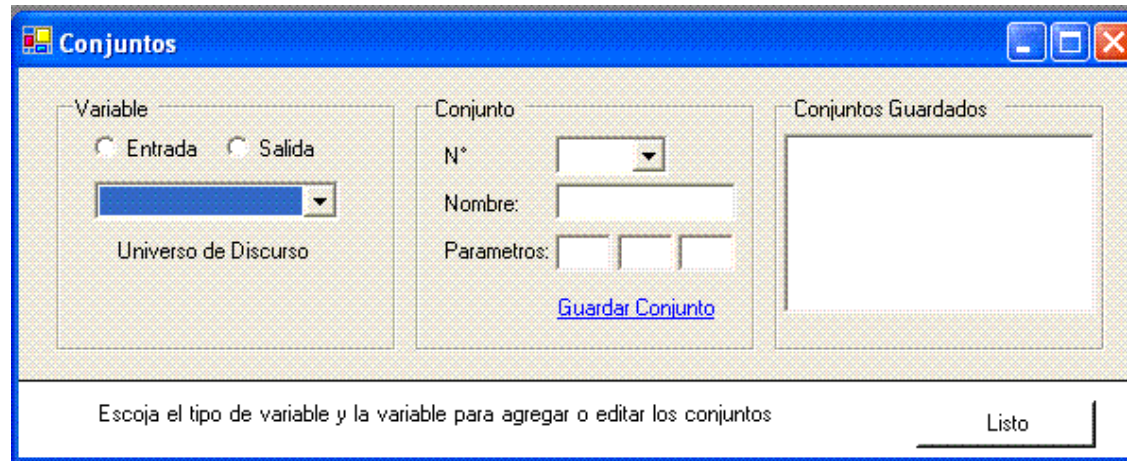 Conjuntos
Variable
Entrada Salida
Universo de Discurso
Conjunto
N°
Nombre:
Parametros:
Guardar Conjunto
Conjuntos Guardados
Escoja el tipo de variable y la variable para agregar o editar los conjuntos
Listo